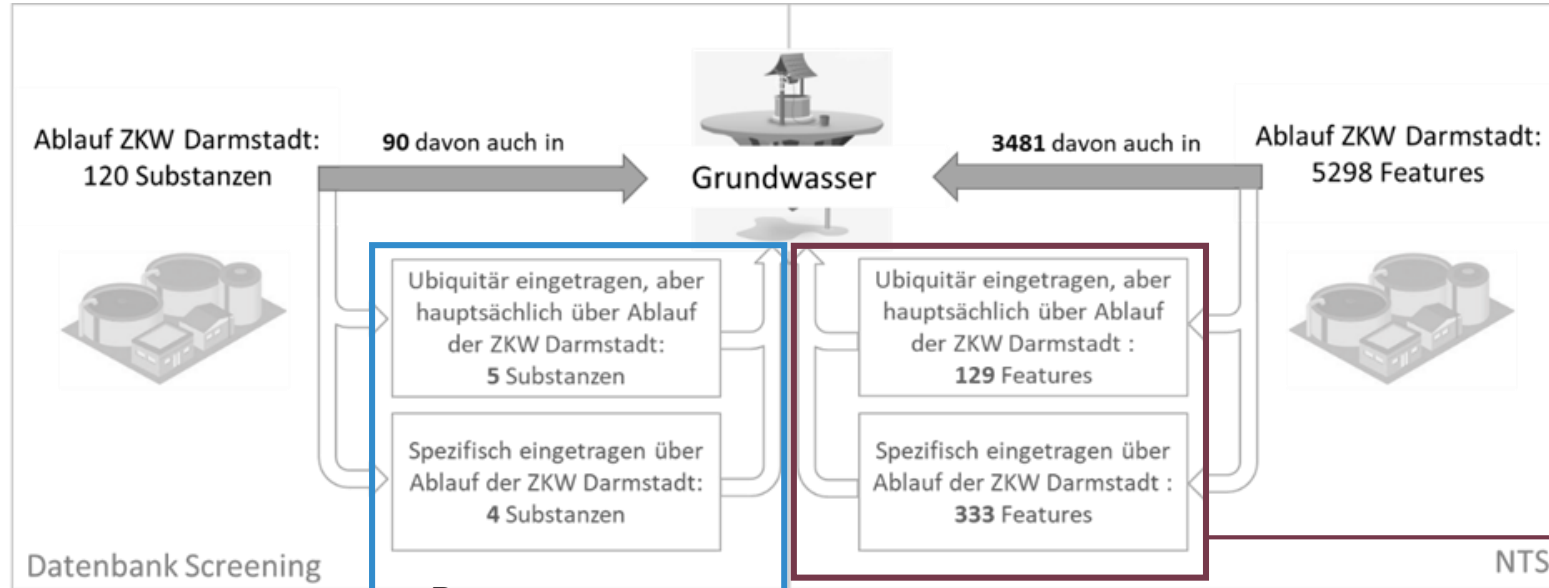 Ablauf ZKW Darmstadt:
120 Substanzen
90 davon auch in
Grundwasser
3481 davon auch in
Ablauf ZKW Darmstadt:
5298 Features
Ubiquitär eingetragen, aber
hauptsächlich über Ablauf
der ZKW Darmstadt:
5 Substanzen
Ubiquitär eingetragen, aber
hauptsächlich über Ablauf
der ZKW Darmstadt :
129 Features
Spezifisch eingetragen über
Ablauf der ZKW Darmstadt:
4 Substanzen
Spezifisch eingetragen über
Ablauf der ZKW Darmstadt :
333 Features
Datenbank Screening
NTS